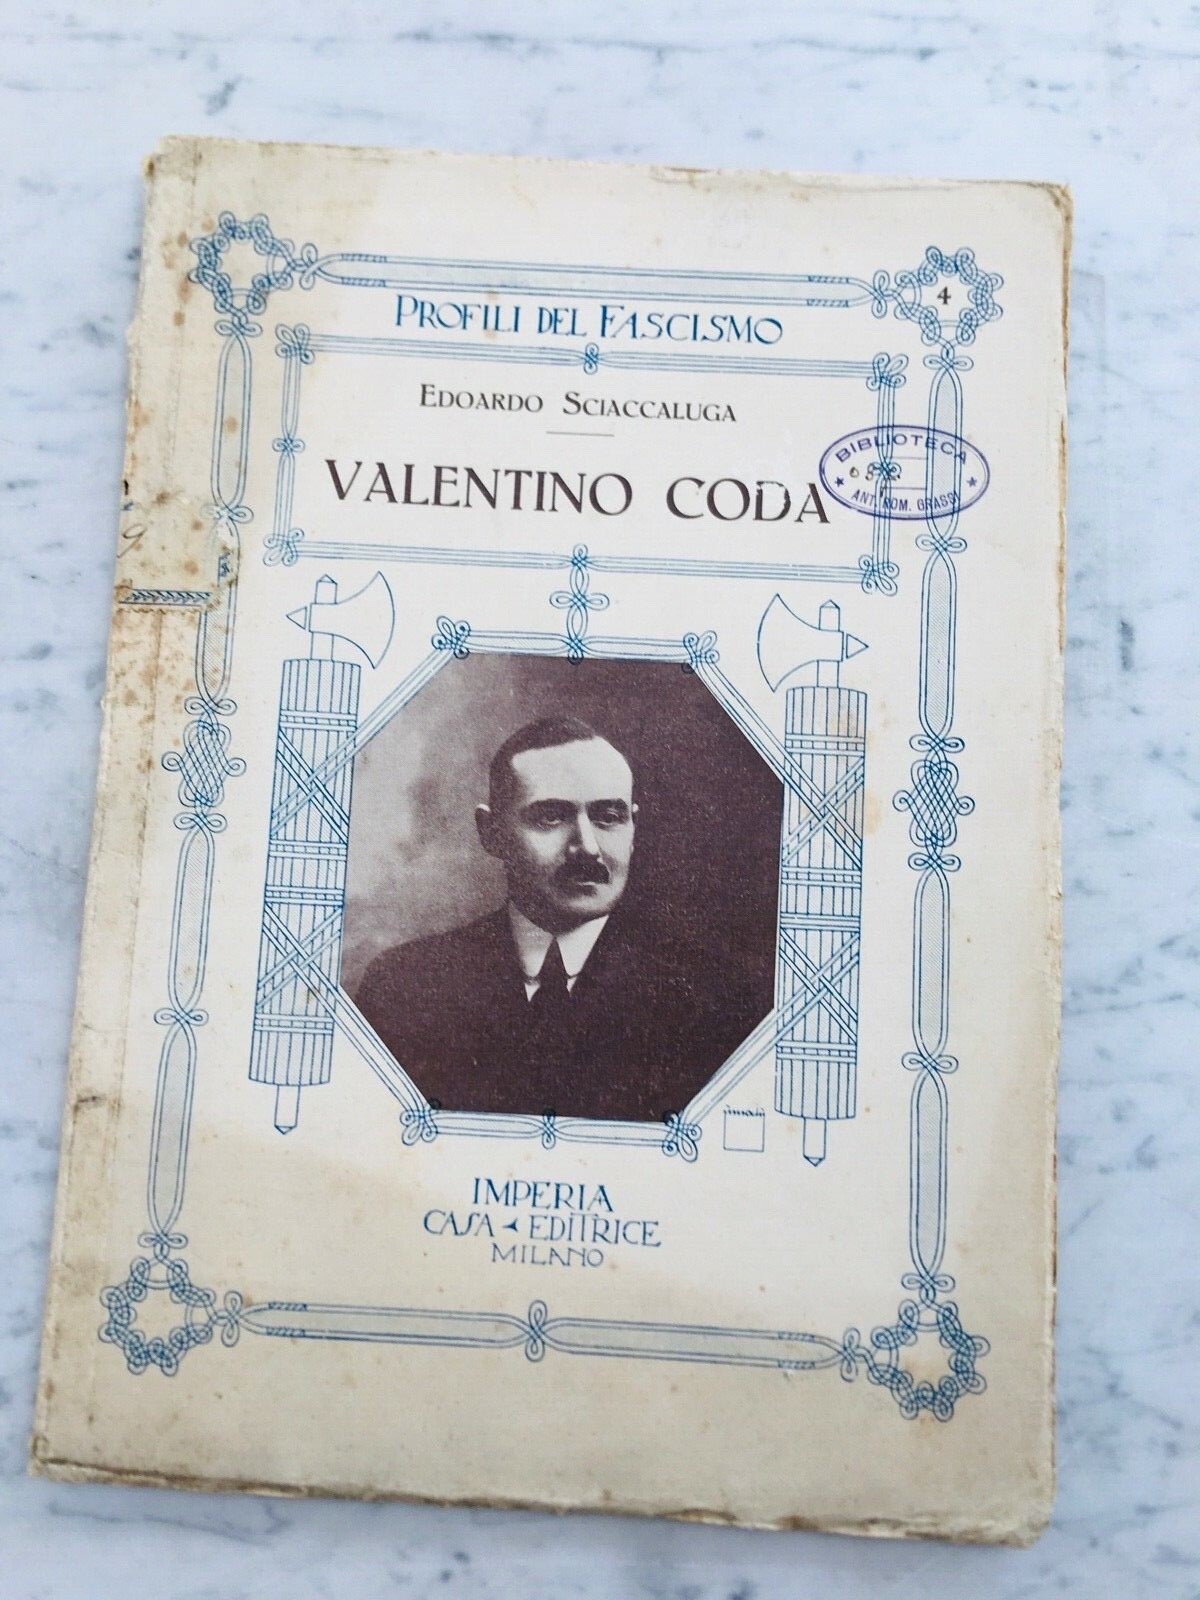 PROFILI DEL FASCISMO
4
EDOARDO SCIACCALUGA
VALENTINO CODA
BIBLIOTECA
ANT. ROM. GRASSI
IMPERIA
CASA EDITRICE
MILANO